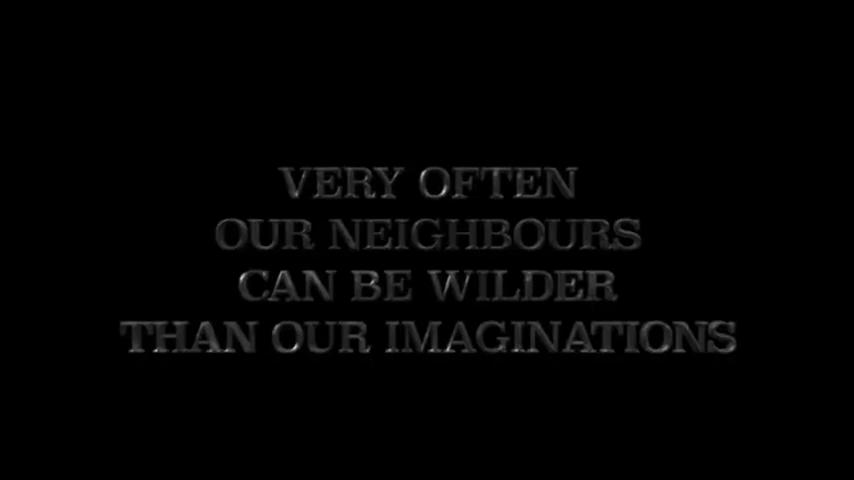 VERY OFTEN
OUR NEIGHBOURS
CAN BE WILDER
THAN OUR IMAGINATIONS